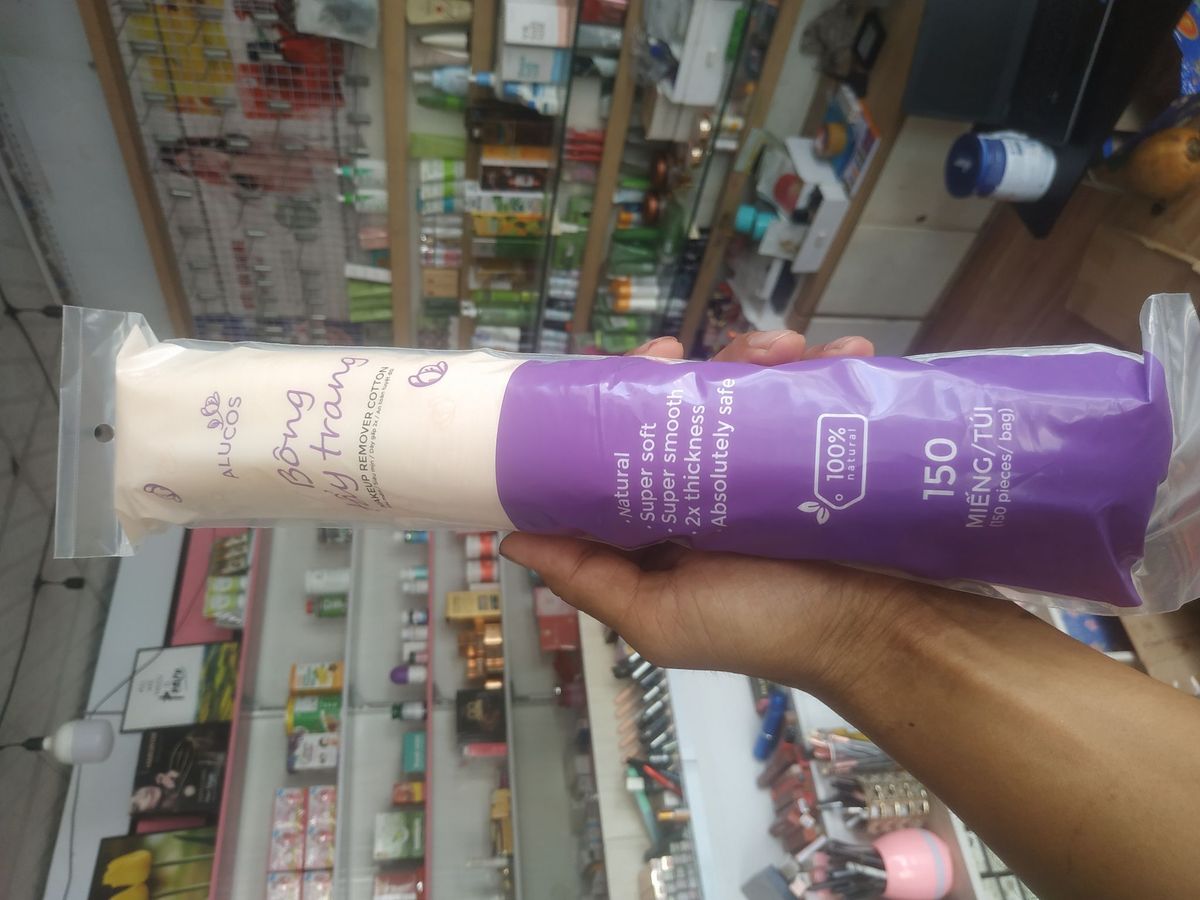 ALUCOS
Bông
tẩy trang
MAKEUP REMOVER COTTON
· Natural
· Super soft
· Super smooth
· 2x thickness
· Absolutely safe
100%
natural
150
MIẾNG/TÚI
(150 pieces/ bag)